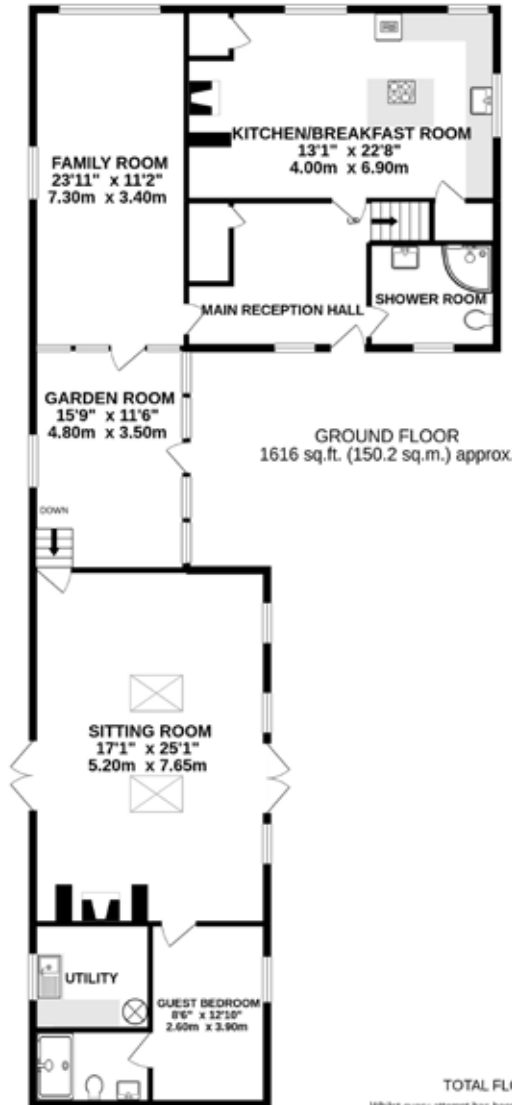 KITCHEN/BREAKFAST ROOM
13'1" x 22'8"
4.00m x 6.90m
FAMILY ROOM
23'11" x 11'2"
7.30m x 3.40m
UP
SHOWER ROOM
MAIN RECEPTION HALL
GARDEN ROOM
15'9" x 11'6"
4.80m x 3.50m
GROUND FLOOR
1616 sq.ft. (150.2 sq.m.) approx.
DOWN
SITTING ROOM
17'1" x 25'1"
5.20m x 7.65m
UTILITY
GUEST BEDROOM
8'6" x 12'10"
2.60m x 3.90m
TOTAL FLO